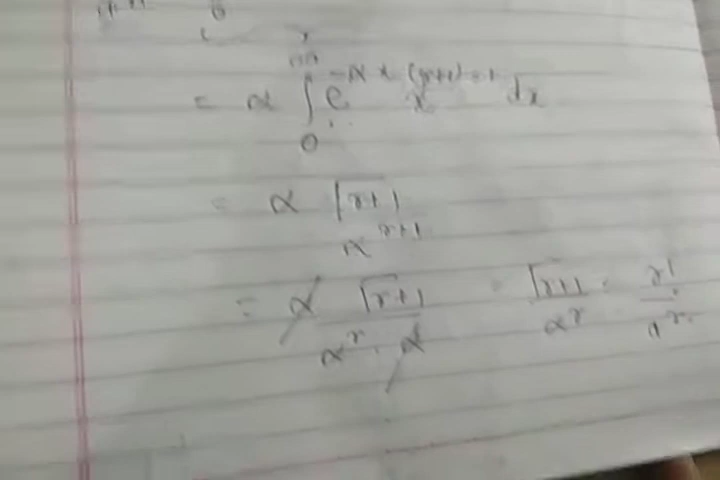 = α ∫₀^∞ e^{-αx} x^{(r+1)-1} dx
= α Γ(r+1) / α^{r+1}
= α Γ(r+1) / α^r · α = Γ(r+1) / α^r = r! / α^r.